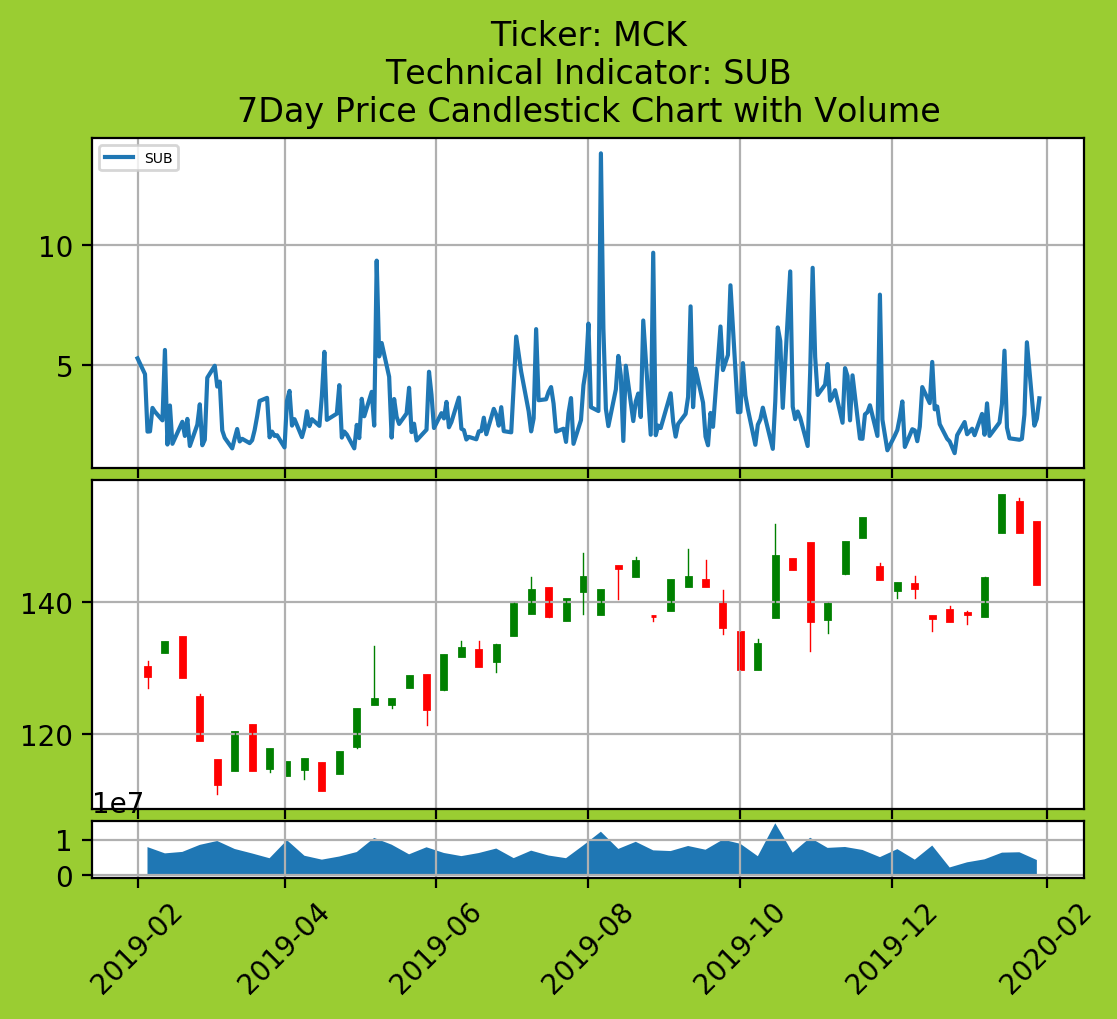 Ticker: MCK
Technical Indicator: SUB
7Day Price Candlestick Chart with Volume
SUB
10
5
140
120
1e7
1
0
2019-02
2019-04
2019-06
2019-08
2019-10
2019-12
2020-02